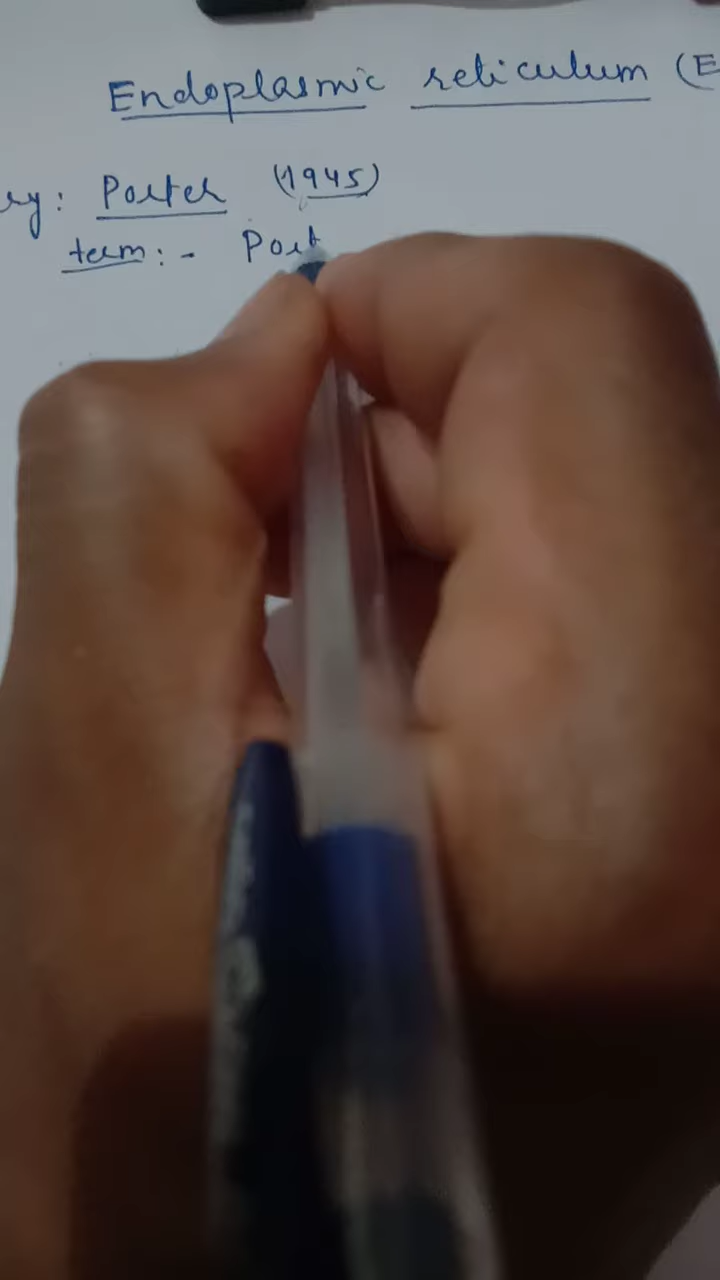 Endoplasmic reticulum (E
ry: Porter (1945)
term:- Port